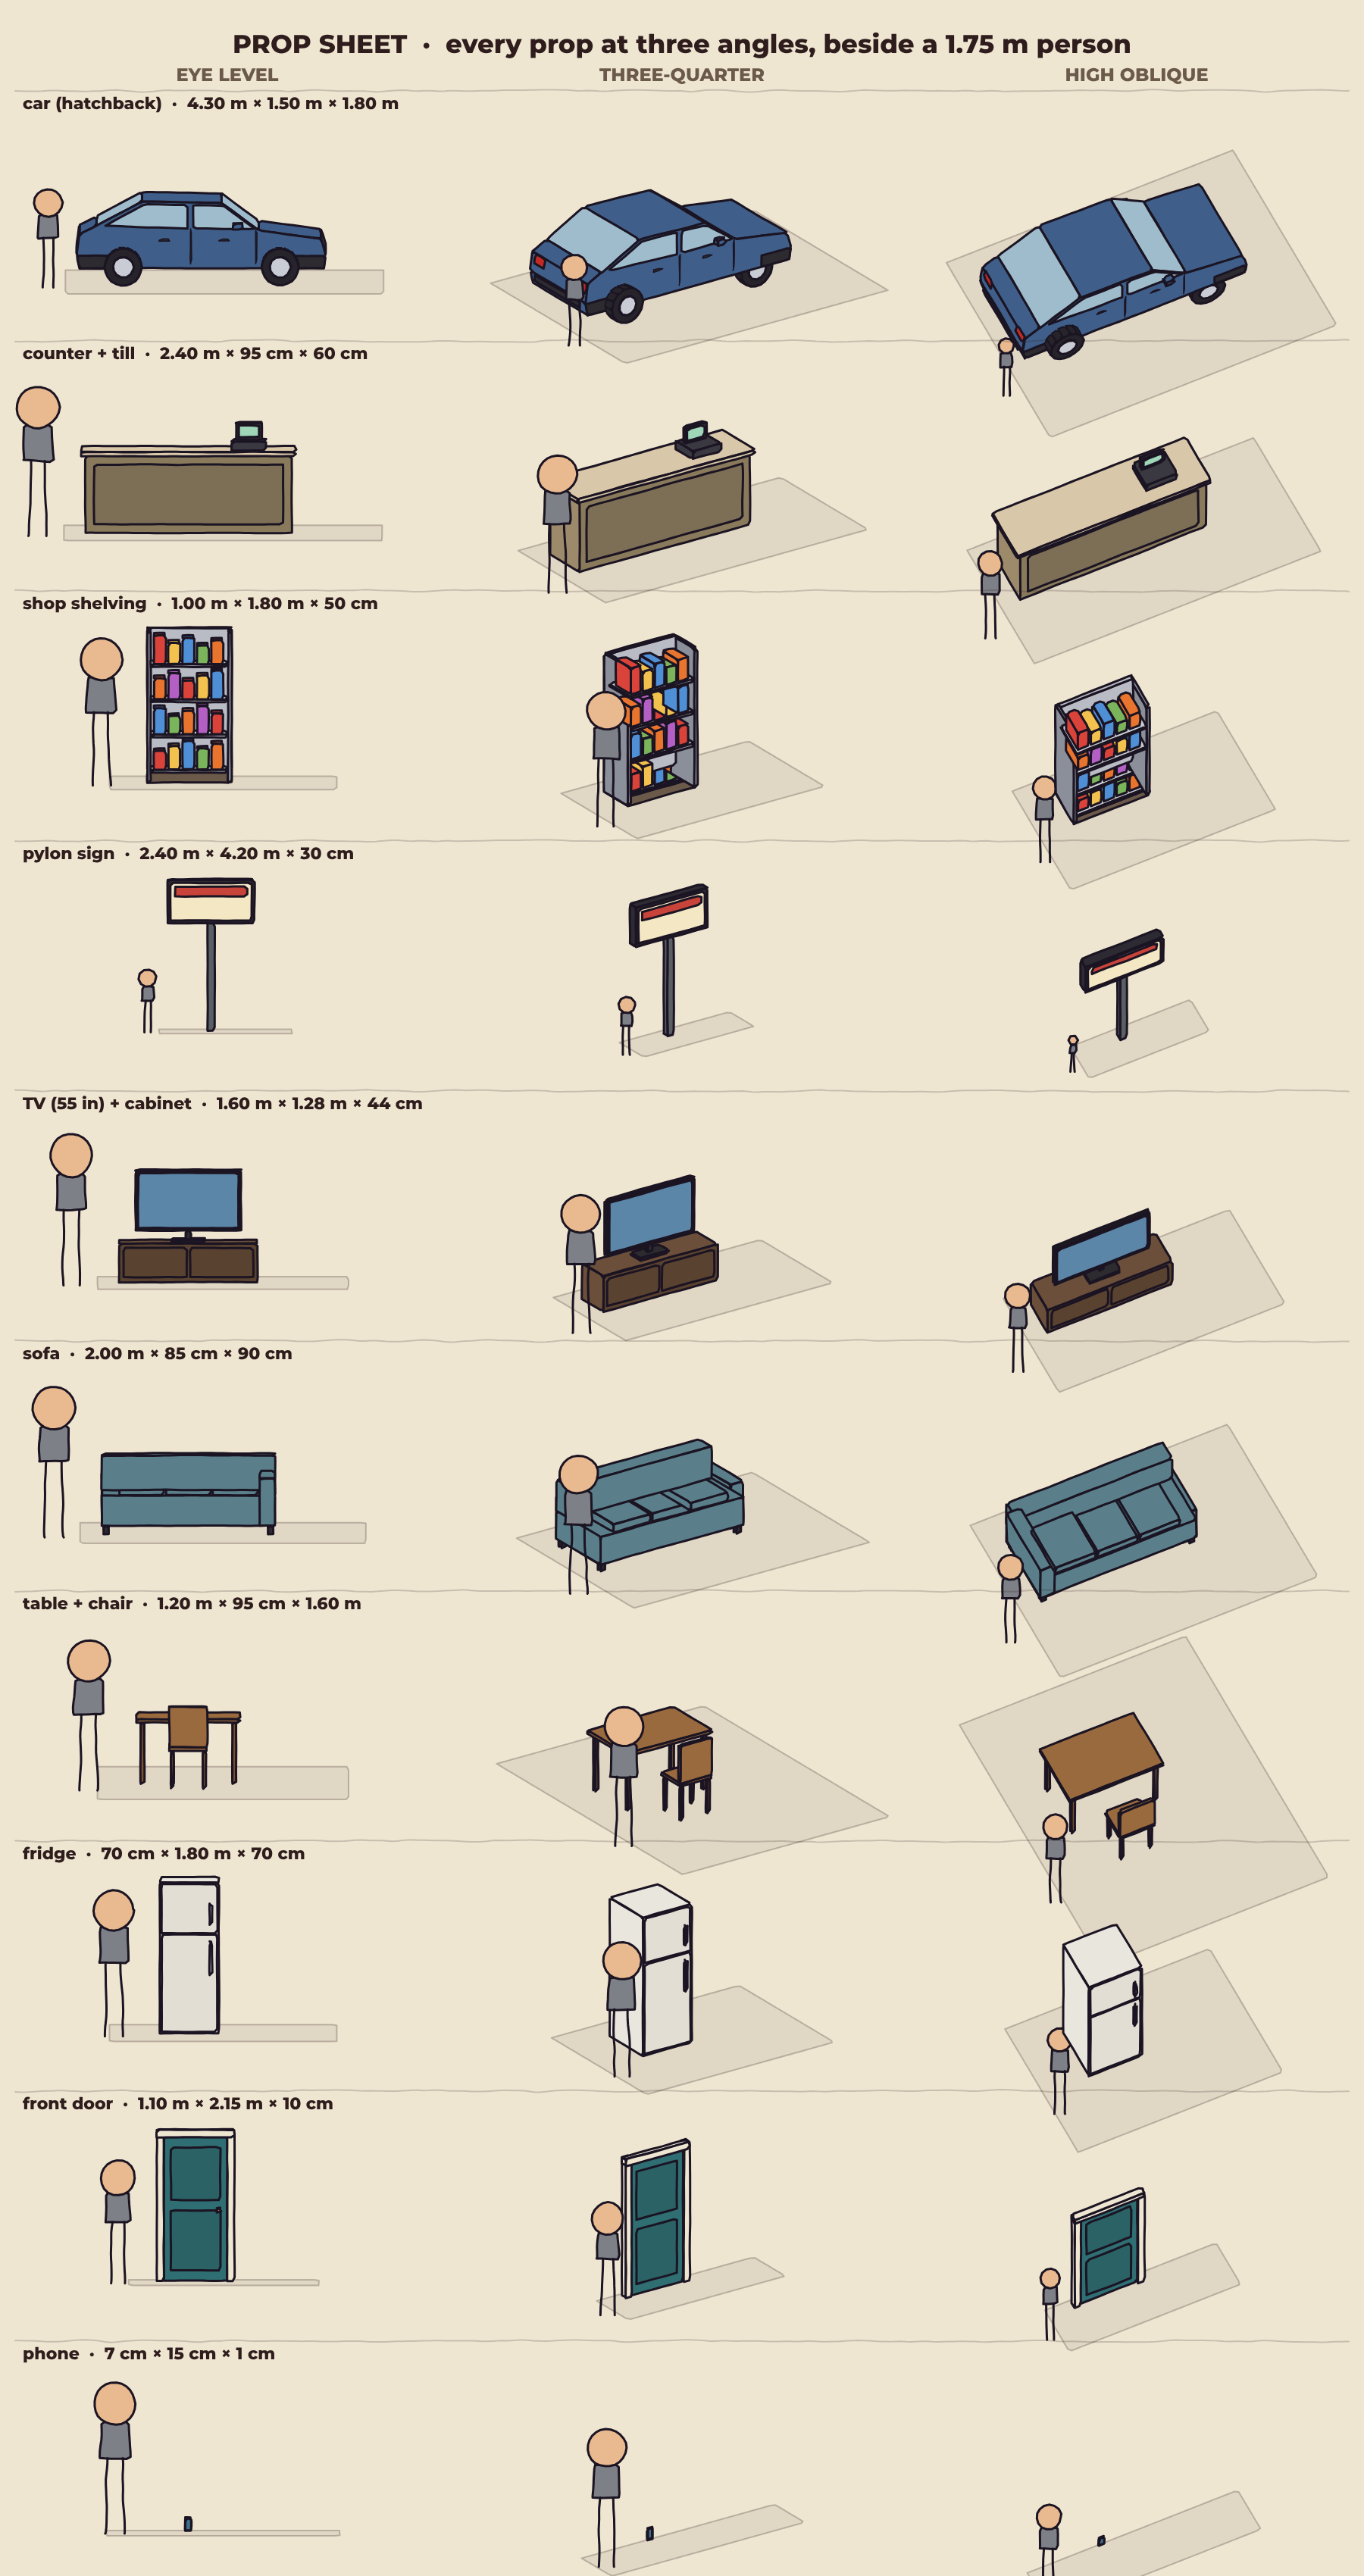 PROP SHEET · every prop at three angles, beside a 1.75 m person
EYE LEVEL THREE-QUARTER HIGH OBLIQUE
car (hatchback) · 4.30 m × 1.50 m × 1.80 m
counter + till · 2.40 m × 95 cm × 60 cm
shop shelving · 1.00 m × 1.80 m × 50 cm
pylon sign · 2.40 m × 4.20 m × 30 cm
TV (55 in) + cabinet · 1.60 m × 1.28 m × 44 cm
sofa · 2.00 m × 85 cm × 90 cm
table + chair · 1.20 m × 95 cm × 1.60 m
fridge · 70 cm × 1.80 m × 70 cm
front door · 1.10 m × 2.15 m × 10 cm
phone · 7 cm × 15 cm × 1 cm